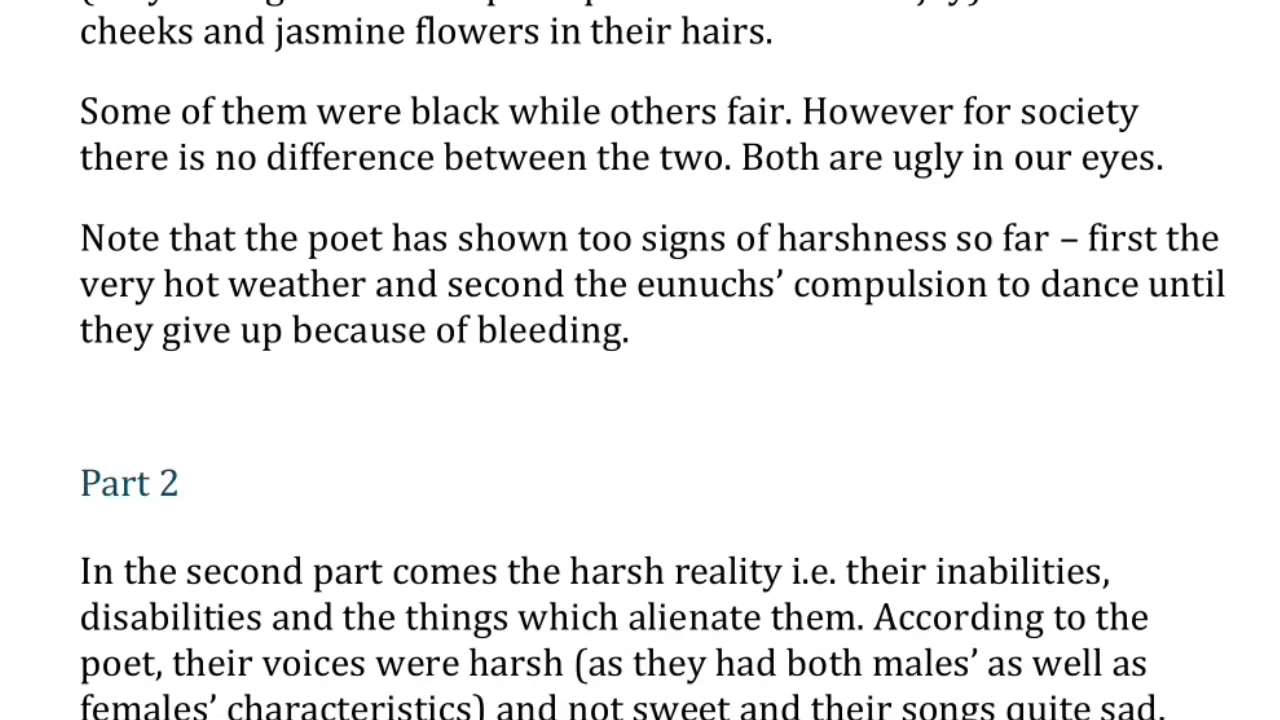 cheeks and jasmine flowers in their hairs.
Some of them were black while others fair. However for society
there is no difference between the two. Both are ugly in our eyes.
Note that the poet has shown too signs of harshness so far – first the
very hot weather and second the eunuchs’ compulsion to dance until
they give up because of bleeding.
Part 2
In the second part comes the harsh reality i.e. their inabilities,
disabilities and the things which alienate them. According to the
poet, their voices were harsh (as they had both males’ as well as
females’ characteristics) and not sweet and their songs quite sad.